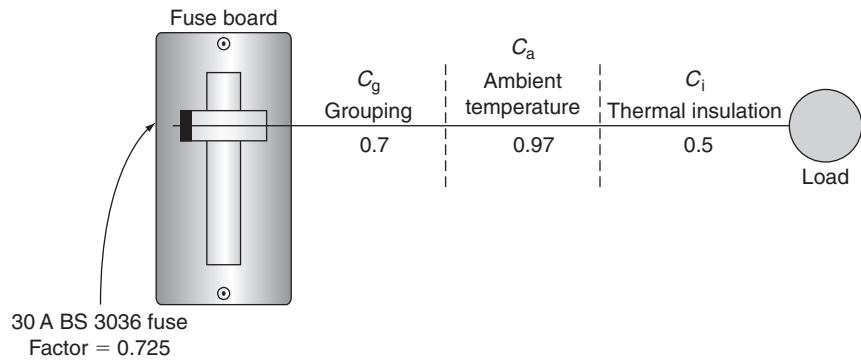 Fuse board
C_g
Grouping
0.7
C_a
Ambient
temperature
0.97
C_i
Thermal insulation
0.5
Load
30 A BS 3036 fuse
Factor = 0.725